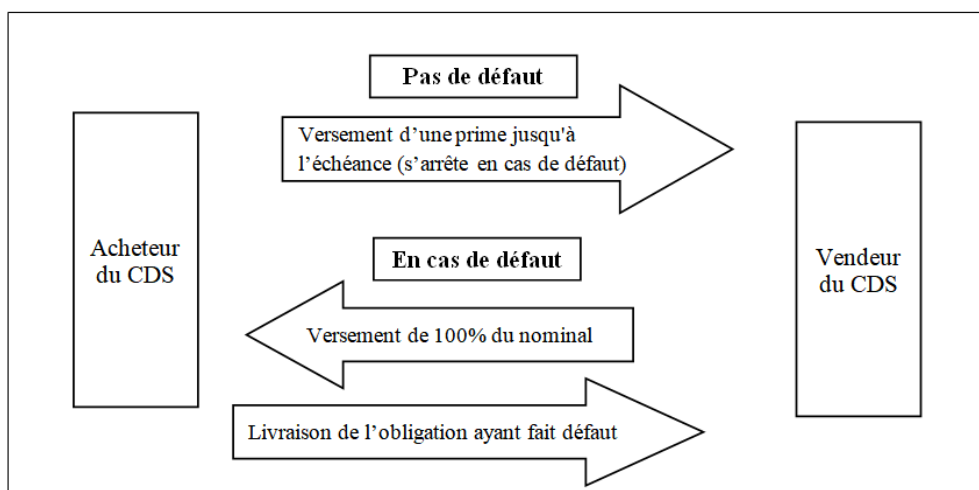 Pas de défaut
Versement d’une prime jusqu'à
l’échéance (s’arrête en cas de défaut)
Acheteur
du CDS
En cas de défaut
Vendeur
du CDS
Versement de 100% du nominal
Livraison de l’obligation ayant fait défaut